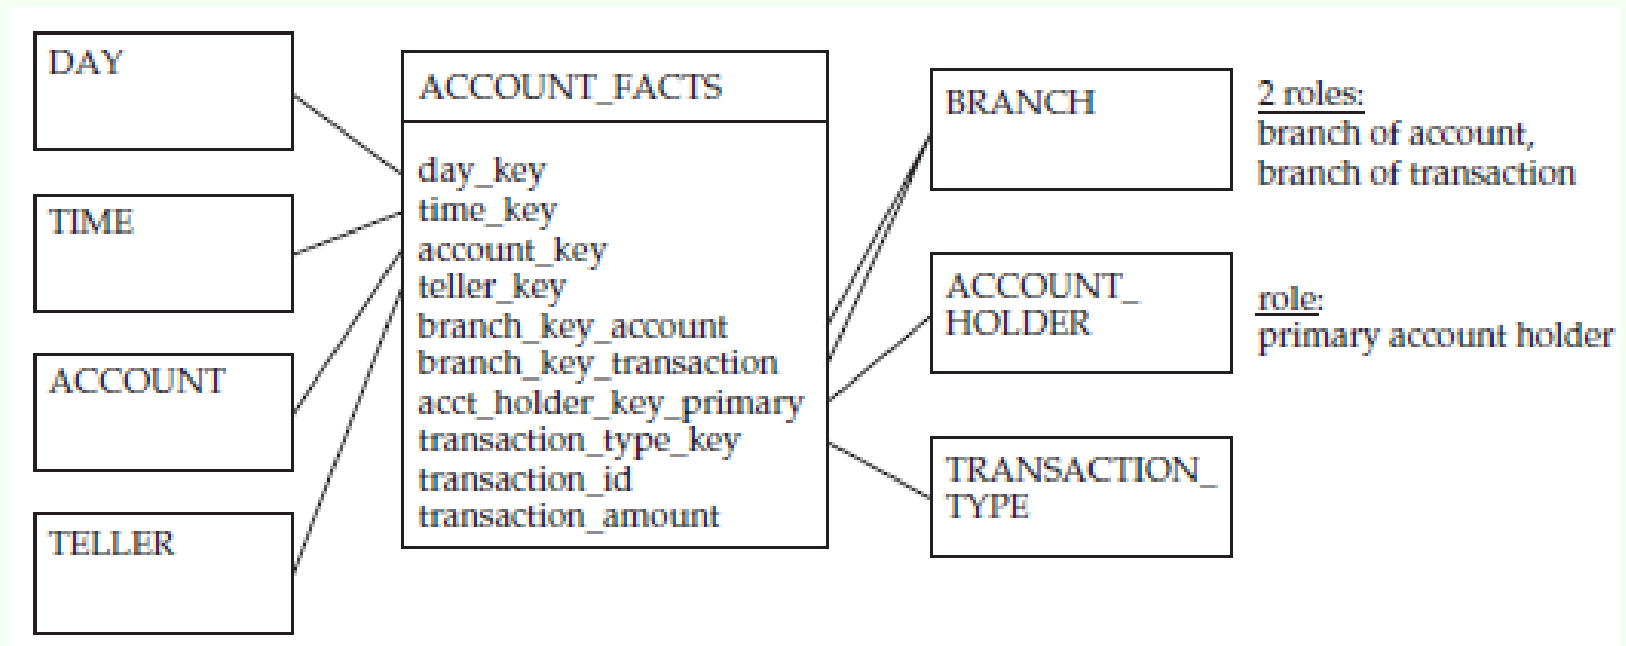 DAY
TIME
ACCOUNT
TELLER
ACCOUNT_FACTS
day_key
time_key
account_key
teller_key
branch_key_account
branch_key_transaction
acct_holder_key_primary
transaction_type_key
transaction_id
transaction_amount
BRANCH
2 roles:
branch of account,
branch of transaction
ACCOUNT_
HOLDER
role:
primary account holder
TRANSACTION_
TYPE